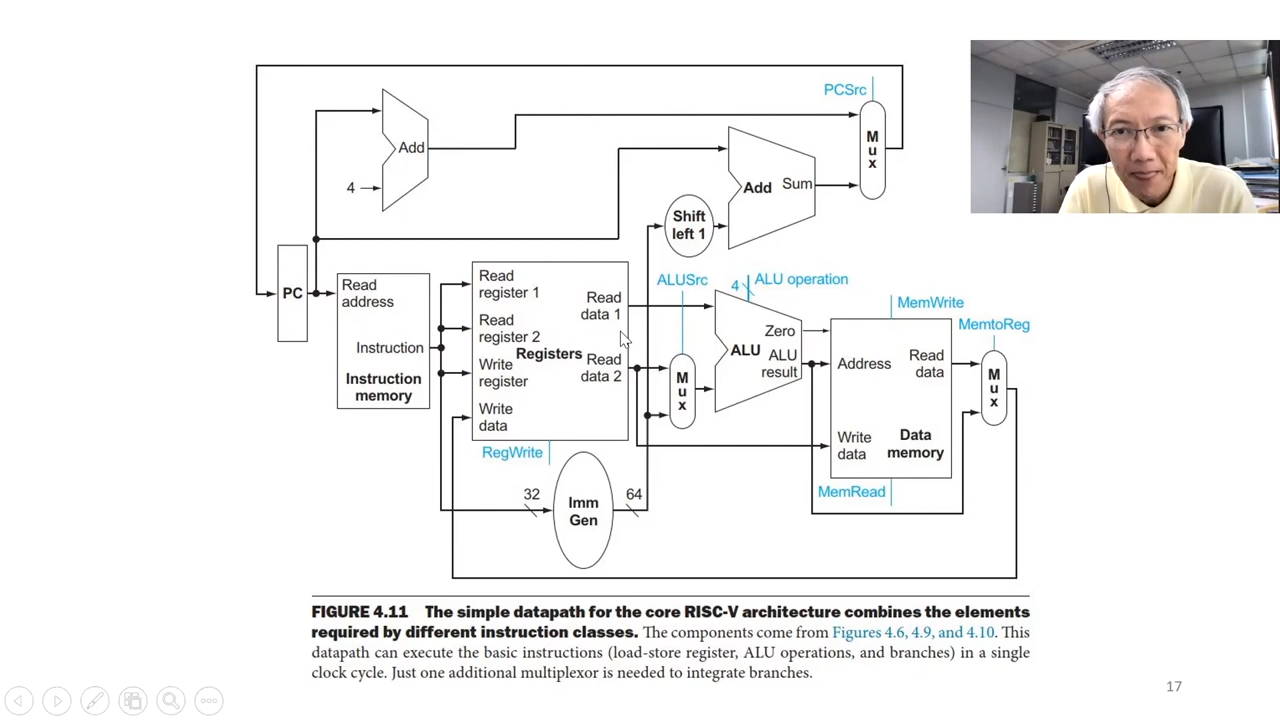 PCSrc
M
u
x
Add
4
Add Sum
Shift
left 1
PC
Read
address
Instruction
Instruction
memory
Read
register 1
Read
register 2
Write
register
Write
data
Registers
Read
data 1
Read
data 2
RegWrite
ALUSrc
M
u
x
4
ALU operation
Zero
ALU
ALU
result
MemWrite
Address
Read
data
Write
data
Data
memory
MemRead
MemtoReg
M
u
x
32
Imm
Gen
64
FIGURE 4.11 The simple datapath for the core RISC-V architecture combines the elements
required by different instruction classes. The components come from Figures 4.6, 4.9, and 4.10. This
datapath can execute the basic instructions (load-store register, ALU operations, and branches) in a single
clock cycle. Just one additional multiplexor is needed to integrate branches.
17